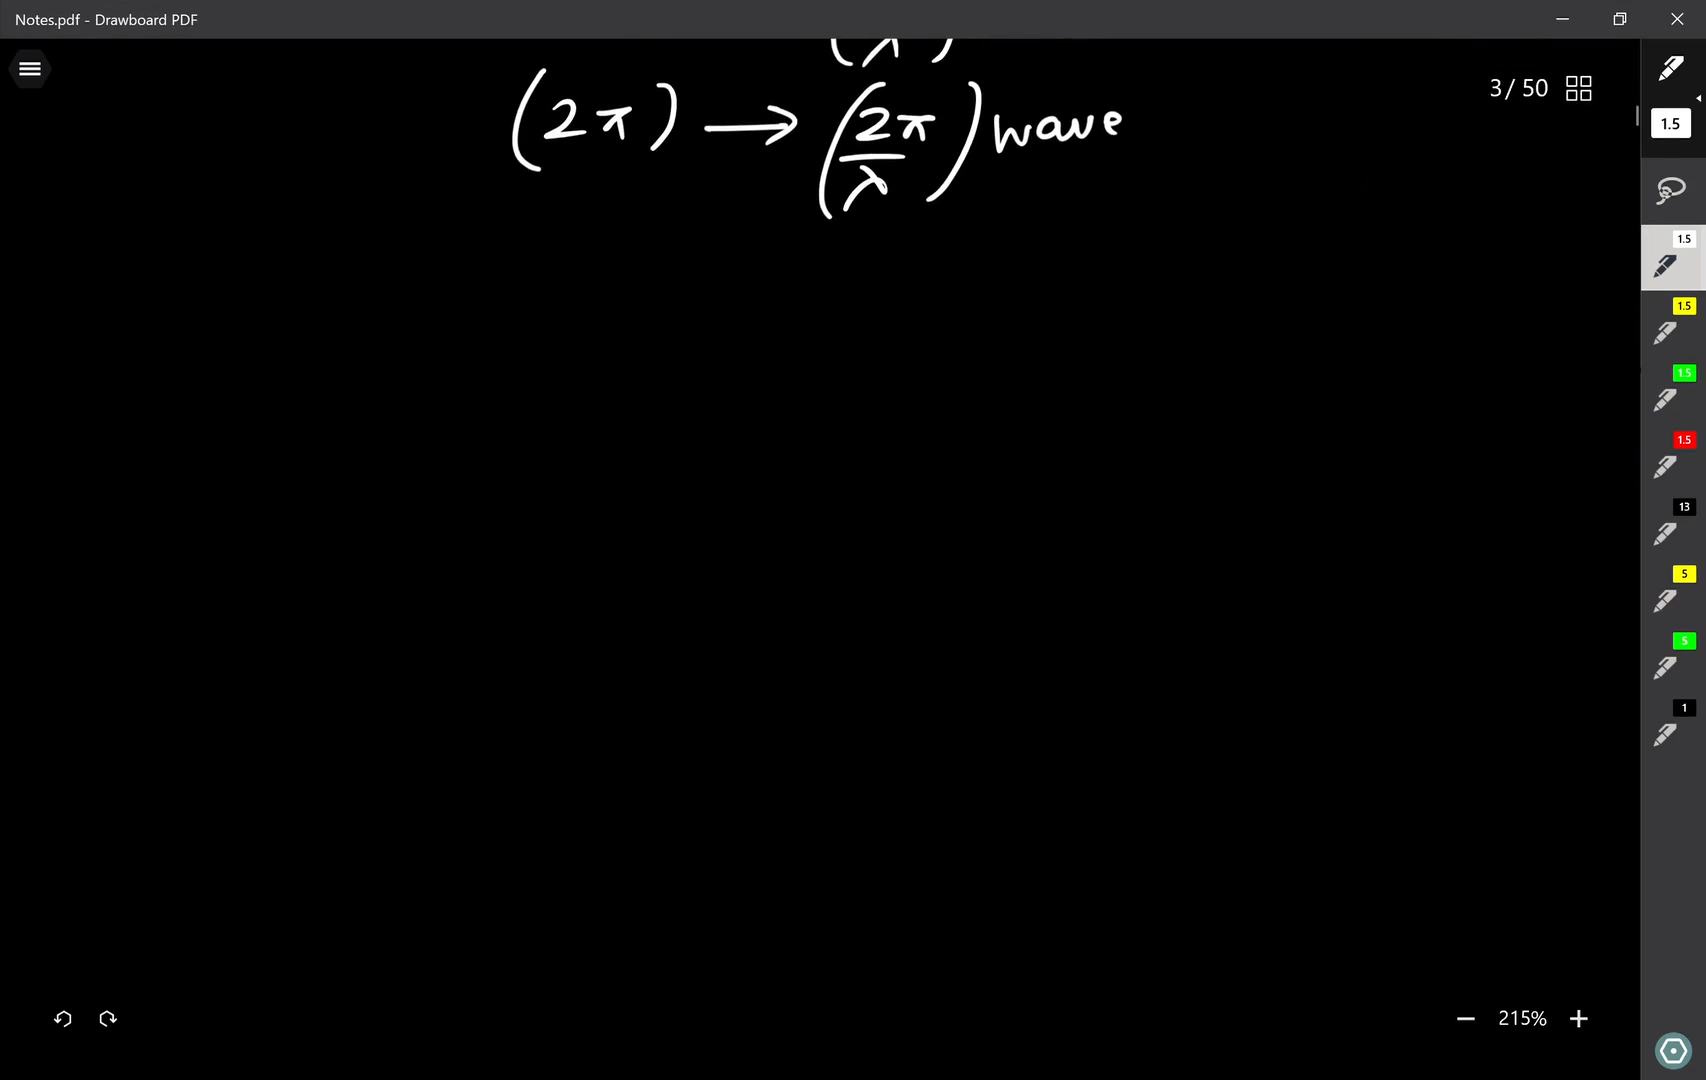 Notes.pdf - Drawboard PDF
(λ)
3 / 50
(2π) → (2π/λ) wave
1.5
1.5
1.5
1.5
1.5
13
5
5
1
215%